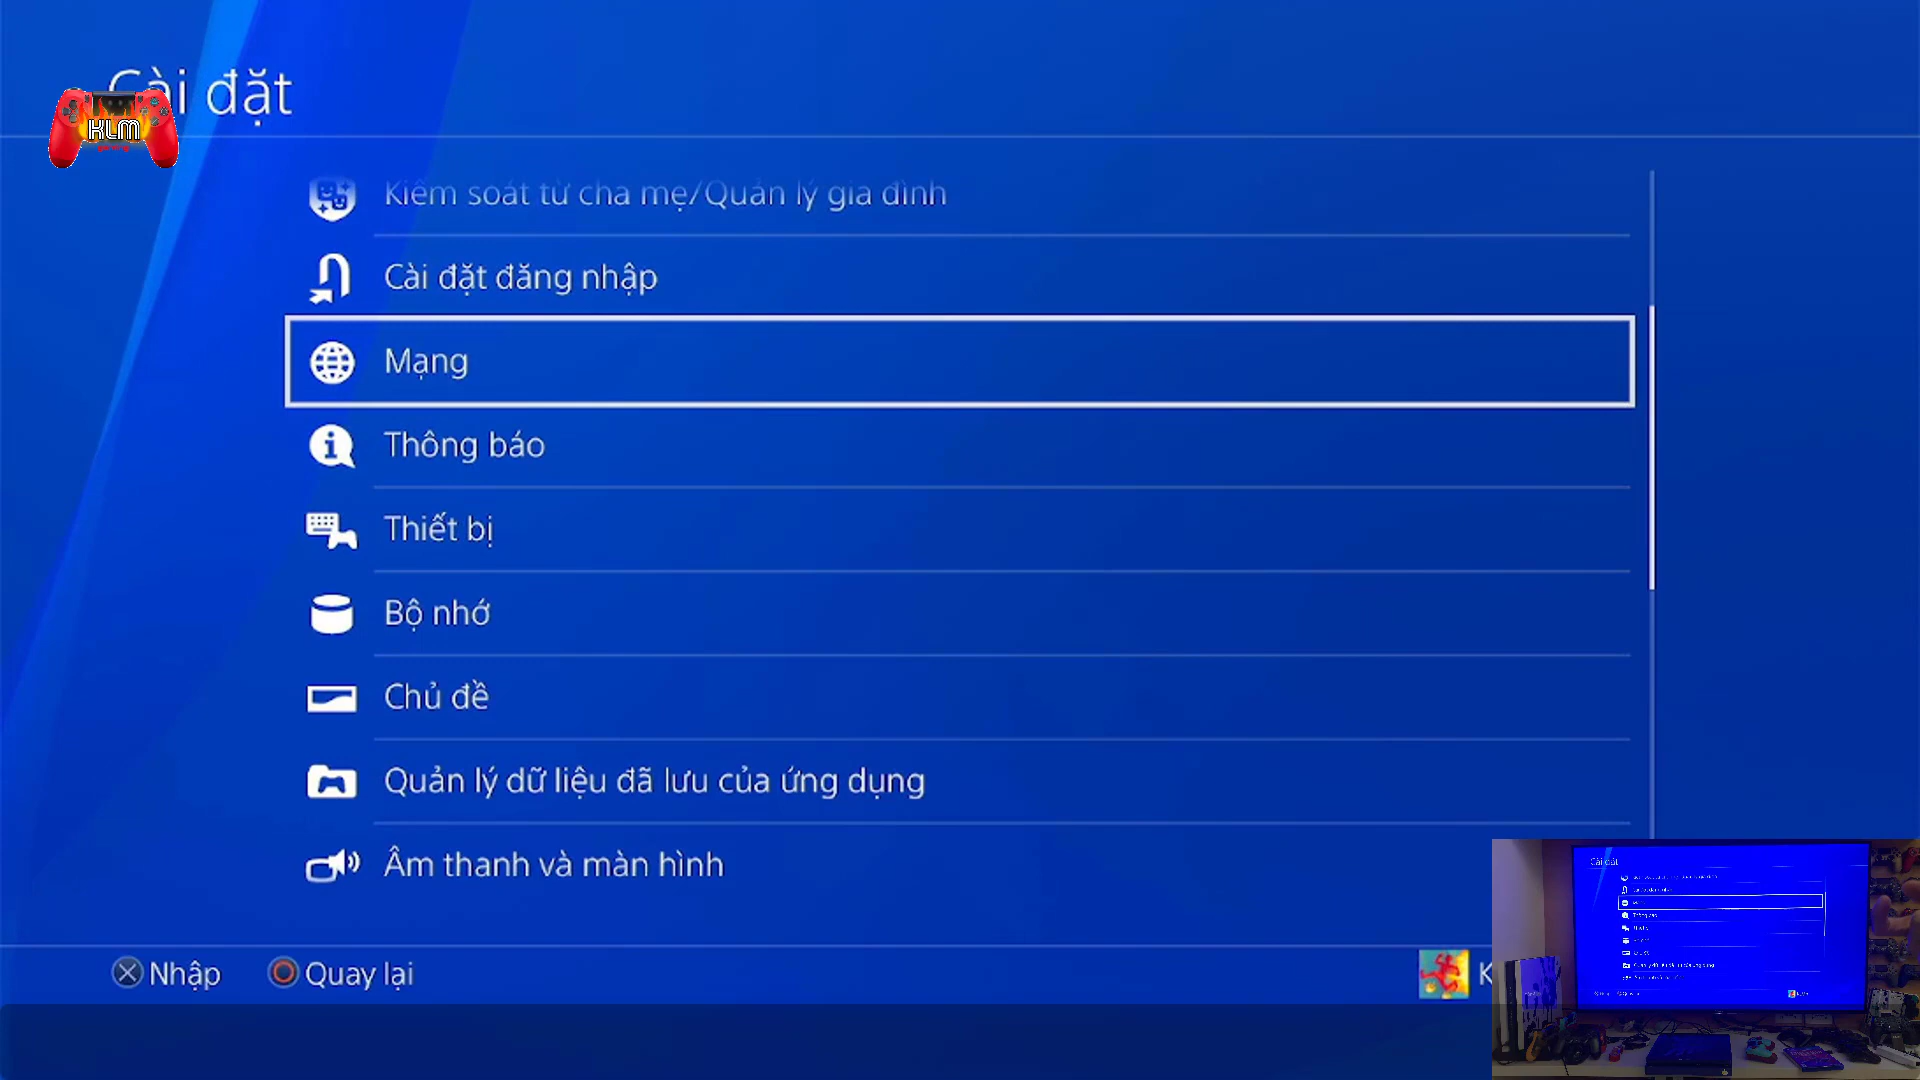 Cài đặt
KLM
Kiểm soát từ cha mẹ/Quản lý gia đình
Cài đặt đăng nhập
Mạng
Thông báo
Thiết bị
Bộ nhớ
Chủ đề
Quản lý dữ liệu đã lưu của ứng dụng
Âm thanh và màn hình
Nhập
Quay lại
K
Cài đặt